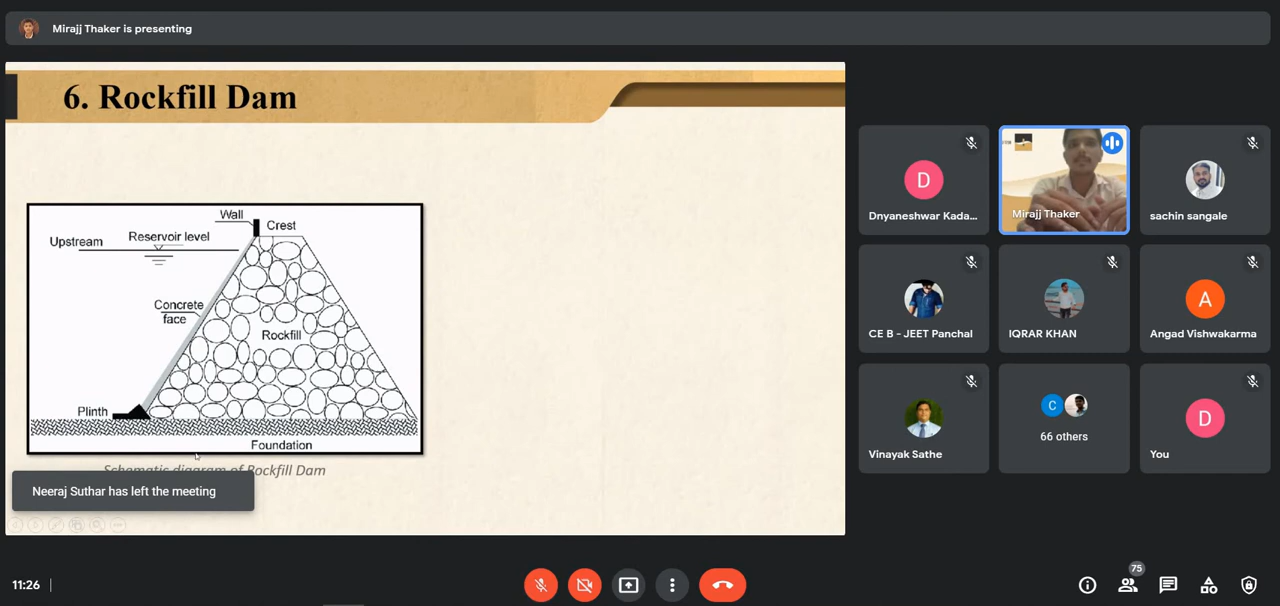 Mirajj Thaker is presenting
6. Rockfill Dam
Wall
Crest
Reservoir level
Upstream
Concrete
face
Rockfill
Plinth
Foundation
Schematic diagram of Rockfill Dam
Neeraj Suthar has left the meeting
D
Dnyaneshwar Kada...
Mirajj Thaker
sachin sangale
CE B - JEET Panchal
IQRAR KHAN
A
Angad Vishwakarma
Vinayak Sathe
C
66 others
D
You
11:26
75